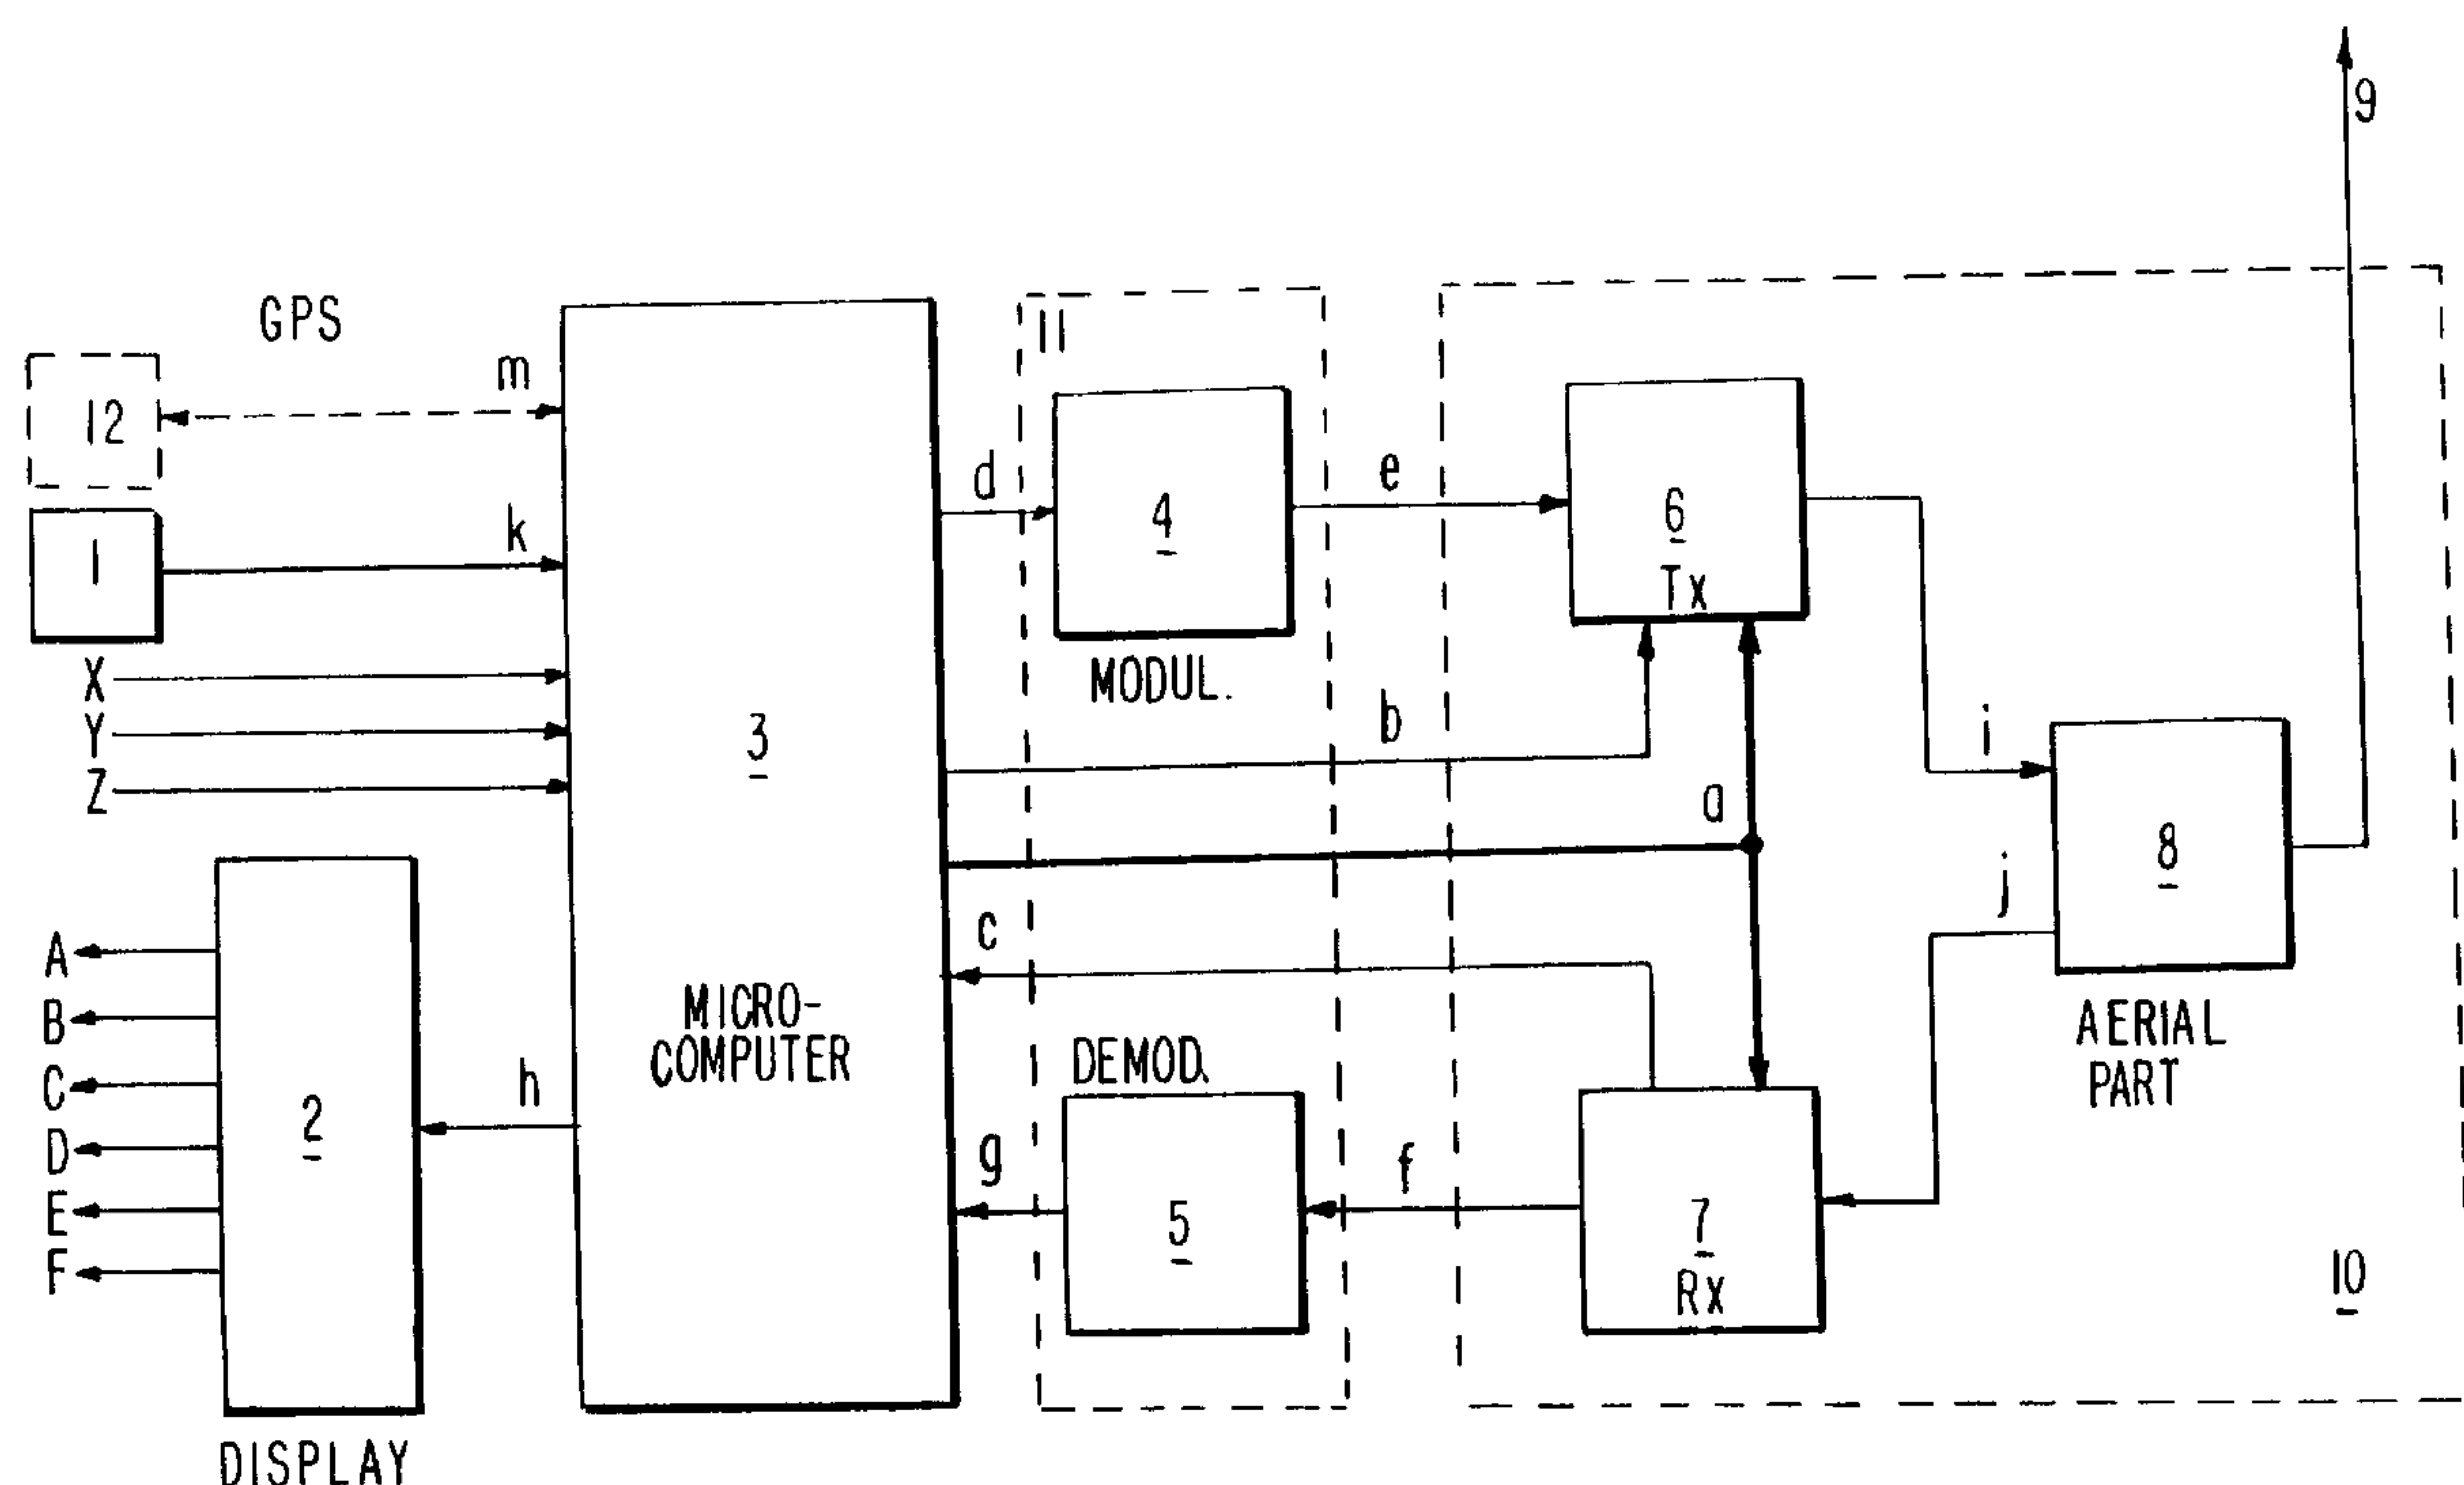 9
GPS
11
m
12
d
e
4
6
Tx
k
1
X
MODUL.
Y
3
b
i
Z
a
8
c
j
A
MICRO-
COMPUTER
AERIAL
PART
B
DEMOD.
C
h
2
D
g
f
E
5
7
Rx
F
10
DISPLAY